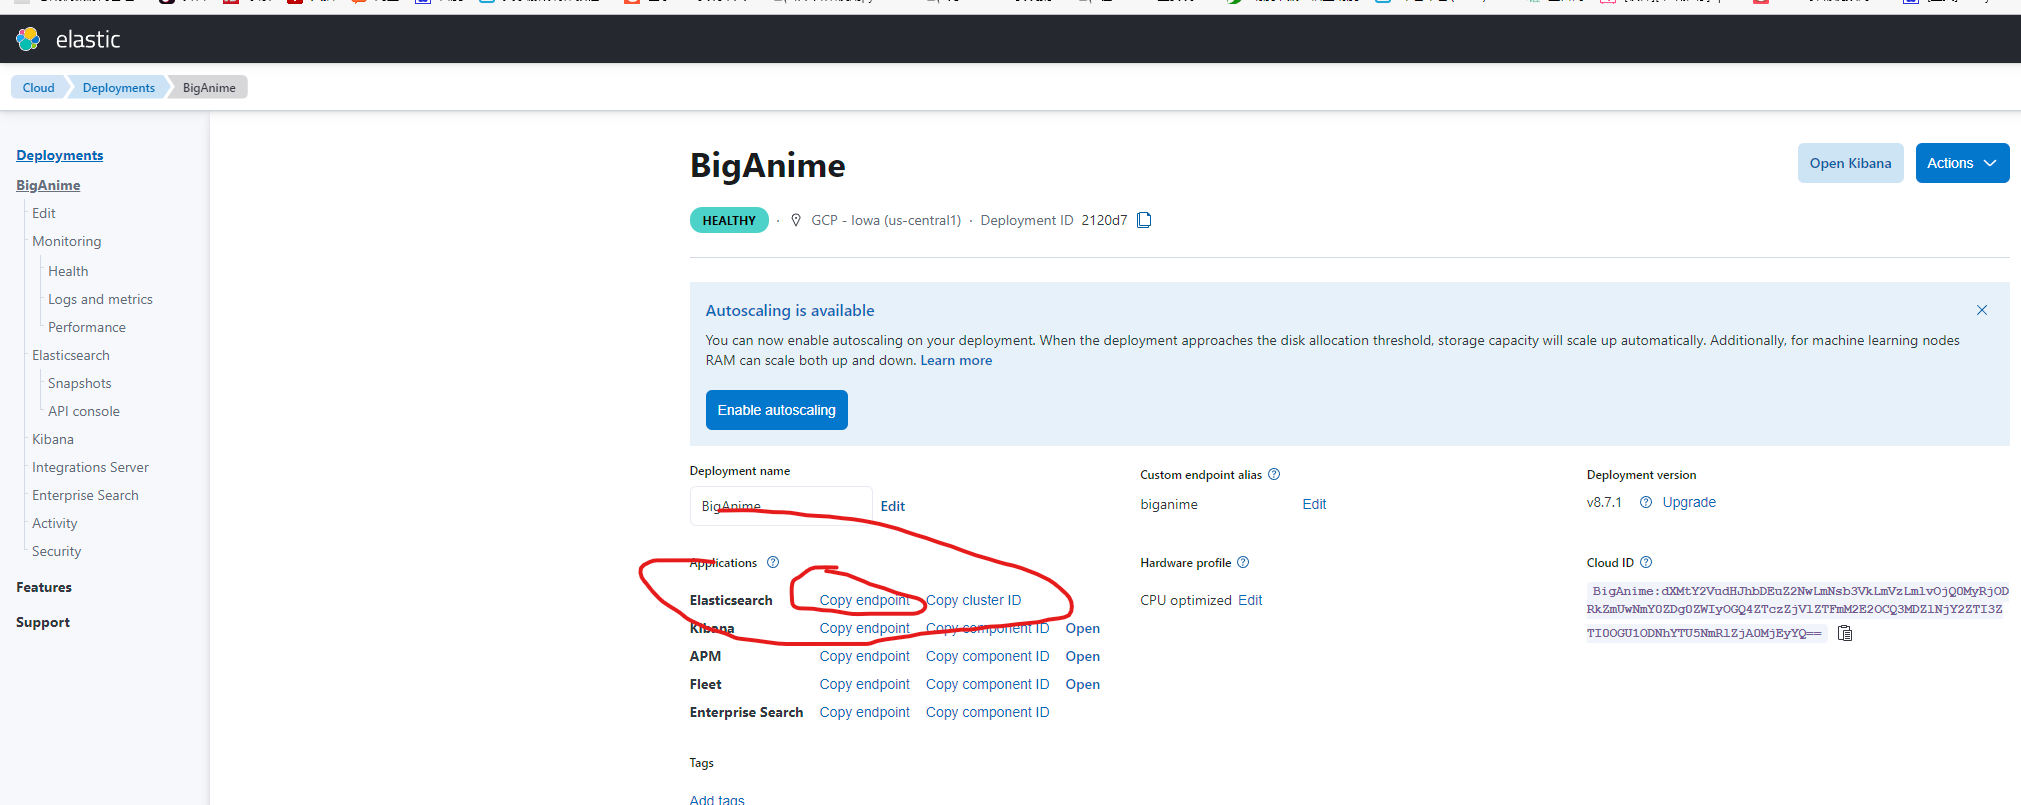 elastic
Cloud
Deployments
BigAnime
Deployments
BigAnime
Edit
Monitoring
Health
Logs and metrics
Performance
Elasticsearch
Snapshots
API console
Kibana
Integrations Server
Enterprise Search
Activity
Security
Features
Support
BigAnime
Open Kibana
Actions
HEALTHY · GCP - Iowa (us-central1) · Deployment ID 2120d7
Autoscaling is available
You can now enable autoscaling on your deployment. When the deployment approaches the disk allocation threshold, storage capacity will scale up automatically. Additionally, for machine learning nodes
RAM can scale both up and down. Learn more
Enable autoscaling
Deployment name
BigAnime Edit
Custom endpoint alias
biganime Edit
Deployment version
v8.7.1 Upgrade
Applications
Elasticsearch Copy endpoint Copy cluster ID
Kibana Copy endpoint Copy component ID Open
APM Copy endpoint Copy component ID Open
Fleet Copy endpoint Copy component ID Open
Enterprise Search Copy endpoint Copy component ID
Hardware profile
CPU optimized Edit
Cloud ID
Tags
Add tags